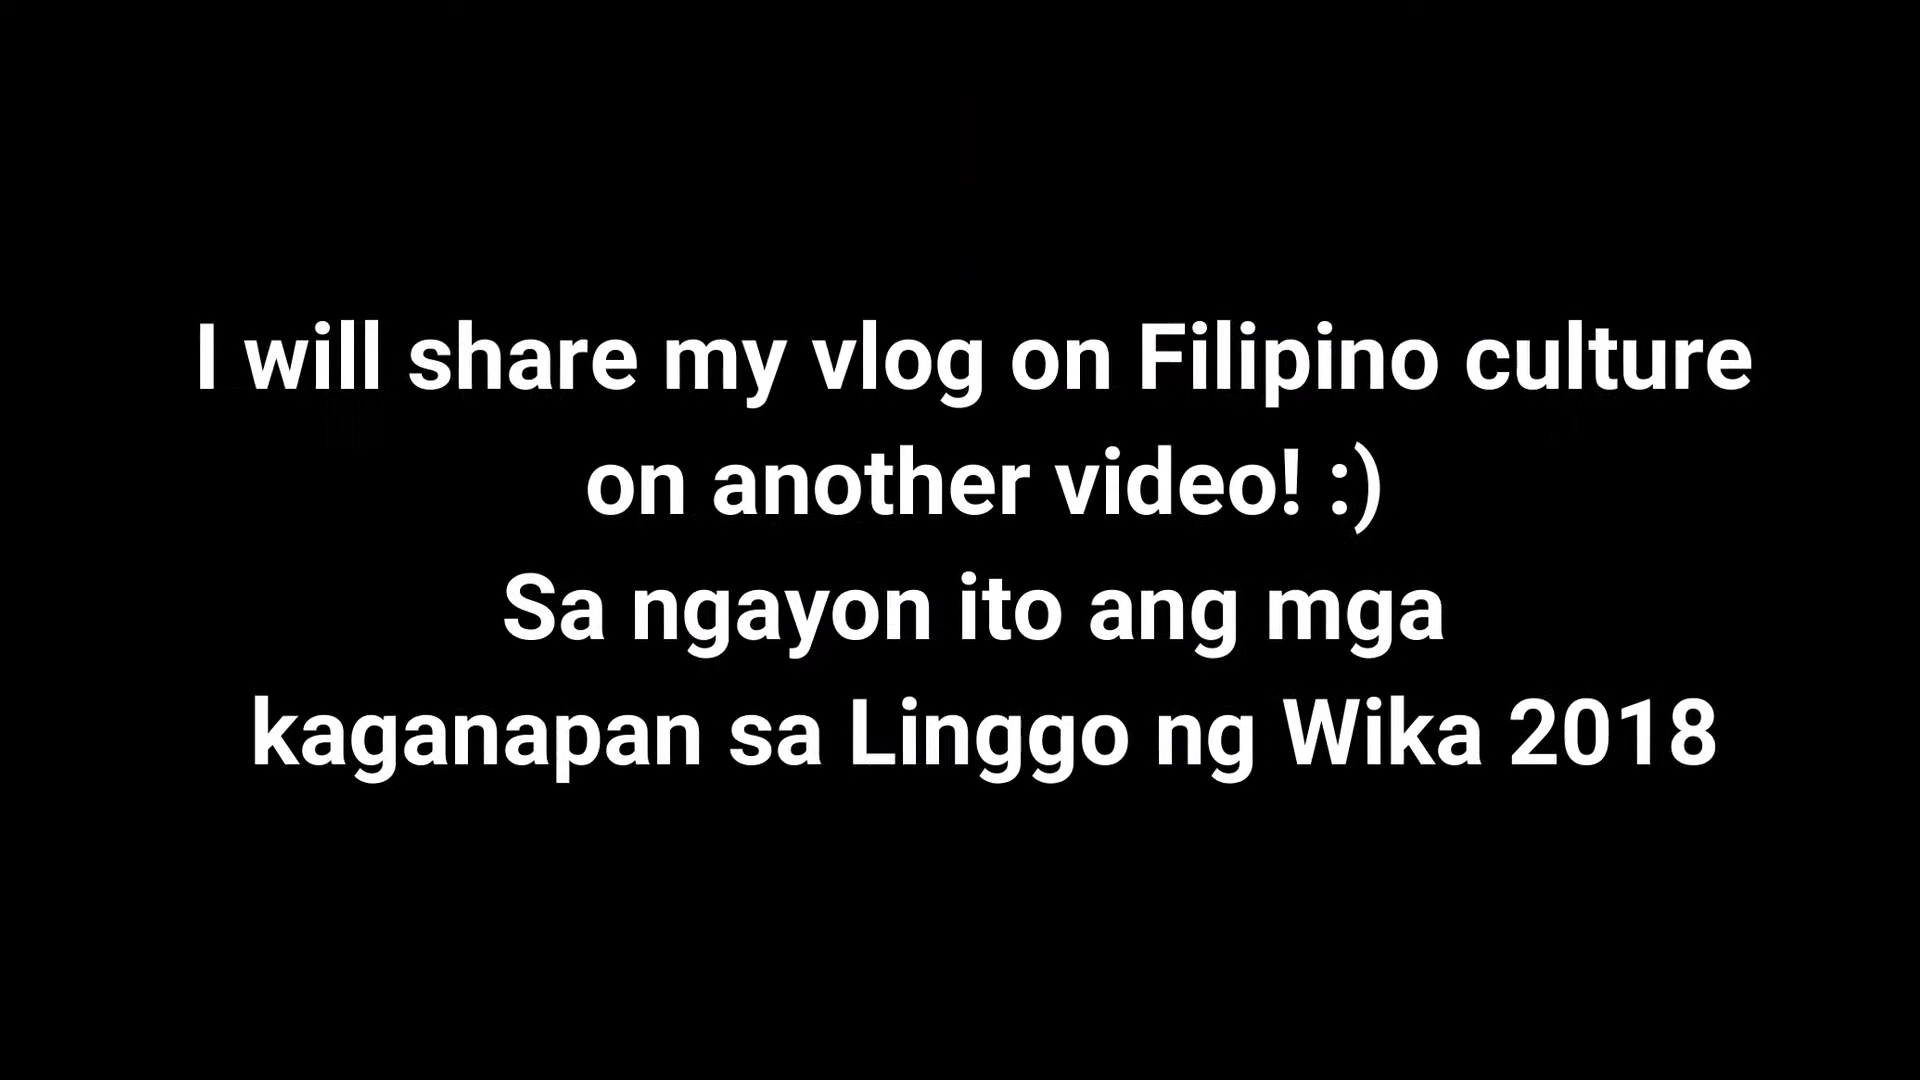 I will share my vlog on Filipino culture
on another video! :)
Sa ngayon ito ang mga
kaganapan sa Linggo ng Wika 2018